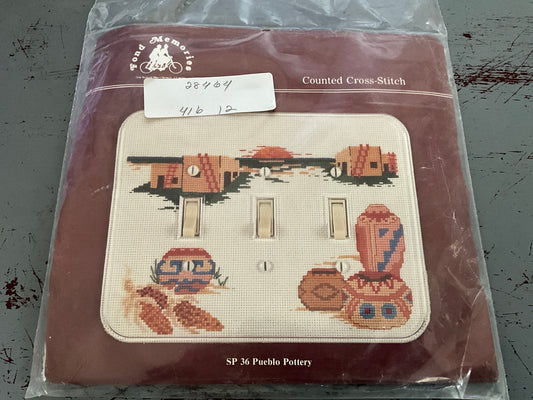 Fond Memories
Counted Cross-Stitch
28464
416 12
SP 36 Pueblo Pottery